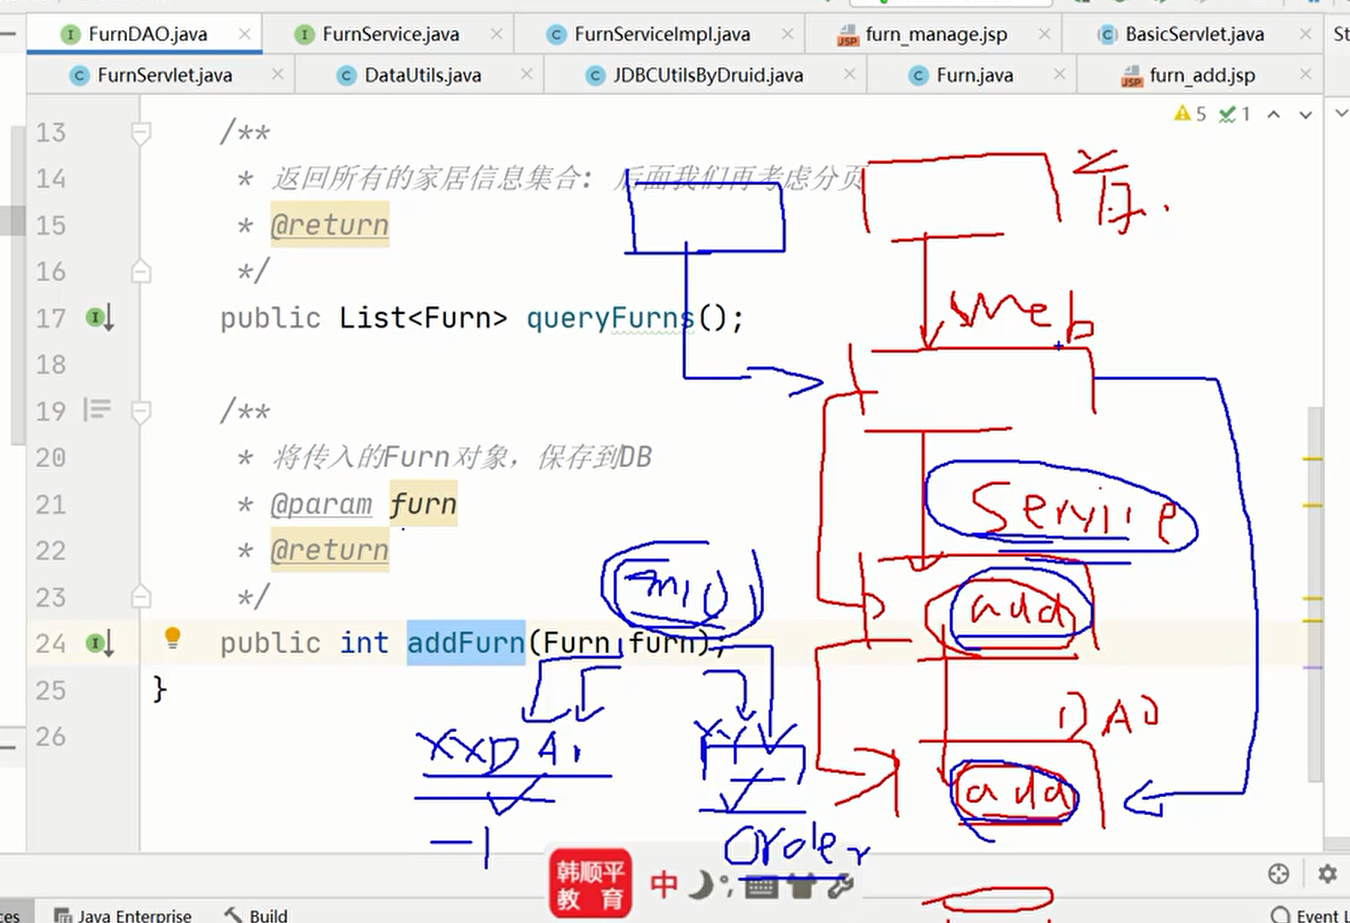 FurnDAO.java FurnService.java FurnServiceImpl.java furn_manage.jsp BasicServlet.java St
FurnServlet.java DataUtils.java JDBCUtilsByDruid.java Furn.java furn_add.jsp
5 1
13 /**
14 * 返回所有的家居信息集合: 后面我们再考虑分页
15 * @return
16 */
17 public List<Furn> queryFurns();
18
19 /**
20 * 将传入的Furn对象, 保存到DB
21 * @param furn
22 * @return
23 */
24 public int addFurn(Furn furn);
25 }
26
Web
Service
add
DAO
add
-1
Order
韩顺平
教育
中
Java Enterprise Build Event L